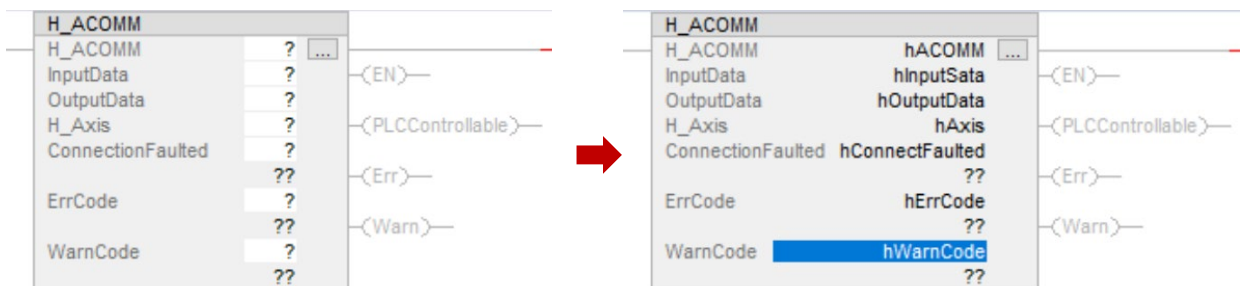 H_ACOMM
H_ACOMM ? ...
InputData ? (EN)
OutputData ?
H_Axis ? (PLCControllable)
ConnectionFaulted ?
?? (Err)
ErrCode ?
?? (Warn)
WarnCode ?
??
H_ACOMM
H_ACOMM hACOMM ...
InputData hInputSata (EN)
OutputData hOutputData
H_Axis hAxis (PLCControllable)
ConnectionFaulted hConnectFaulted
?? (Err)
ErrCode hErrCode
?? (Warn)
WarnCode hWarnCode
??